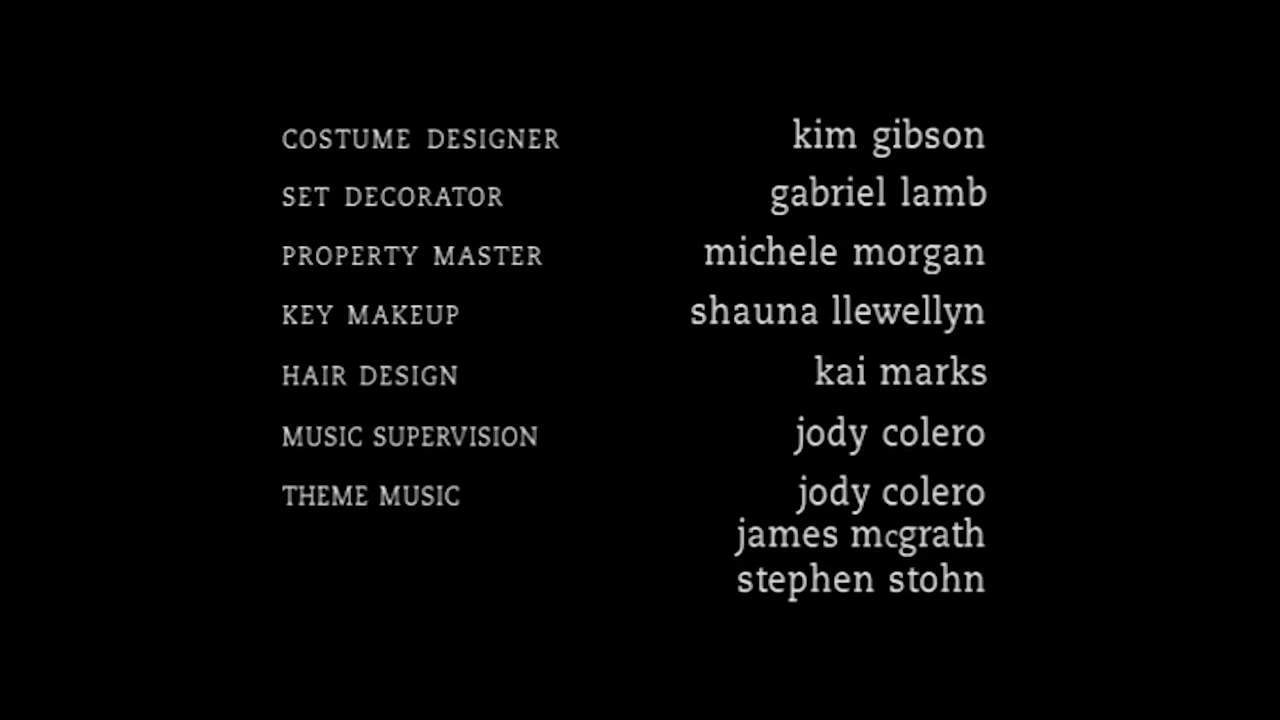 COSTUME DESIGNER kim gibson
SET DECORATOR gabriel lamb
PROPERTY MASTER michele morgan
KEY MAKEUP shauna llewellyn
HAIR DESIGN kai marks
MUSIC SUPERVISION jody colero
THEME MUSIC jody colero
james mcgrath
stephen stohn